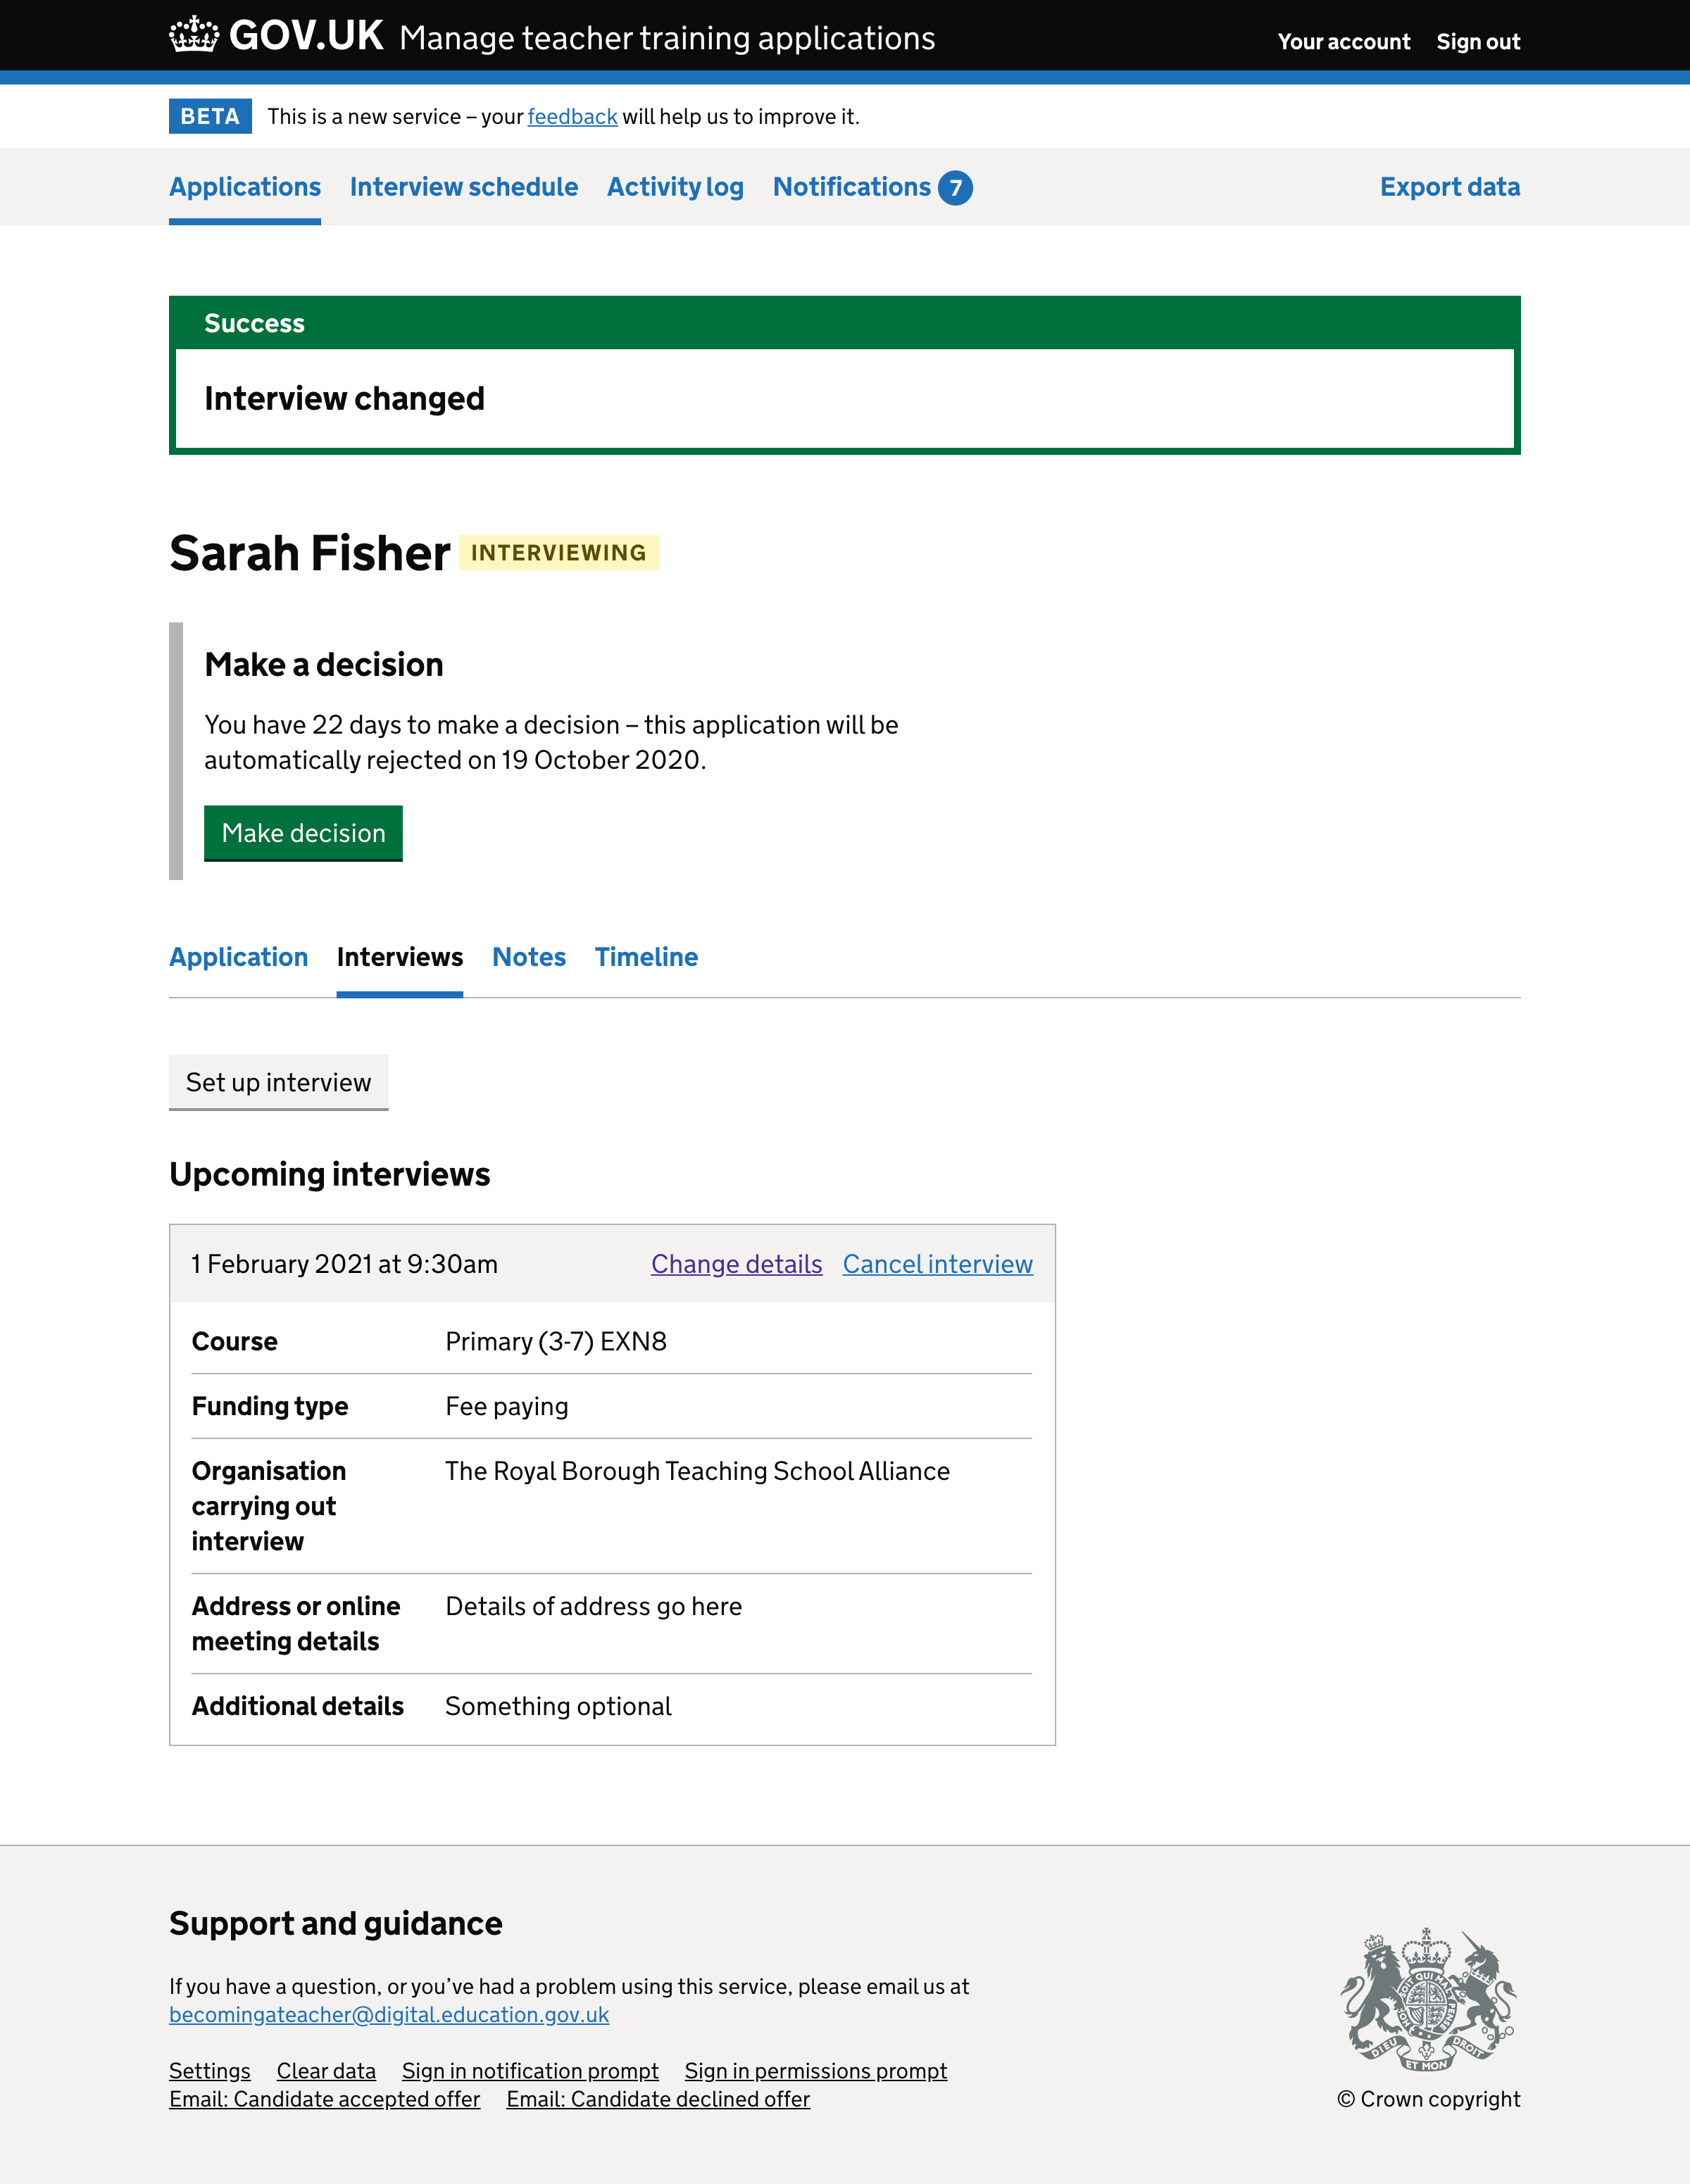 GOV.UK Manage teacher training applications Your account Sign out
BETA This is a new service – your feedback will help us to improve it.
Applications Interview schedule Activity log Notifications 7 Export data
Success
Interview changed
Sarah Fisher INTERVIEWING
Make a decision
You have 22 days to make a decision – this application will be
automatically rejected on 19 October 2020.
Make decision
Application Interviews Notes Timeline
Set up interview
Upcoming interviews
1 February 2021 at 9:30am Change details Cancel interview
Course Primary (3-7) EXN8
Funding type Fee paying
Organisation The Royal Borough Teaching School Alliance
carrying out
interview
Address or online Details of address go here
meeting details
Additional details Something optional
Support and guidance
If you have a question, or you’ve had a problem using this service, please email us at
becomingateacher@digital.education.gov.uk
Settings Clear data Sign in notification prompt Sign in permissions prompt
Email: Candidate accepted offer Email: Candidate declined offer
DIEU ET MON DROIT
© Crown copyright